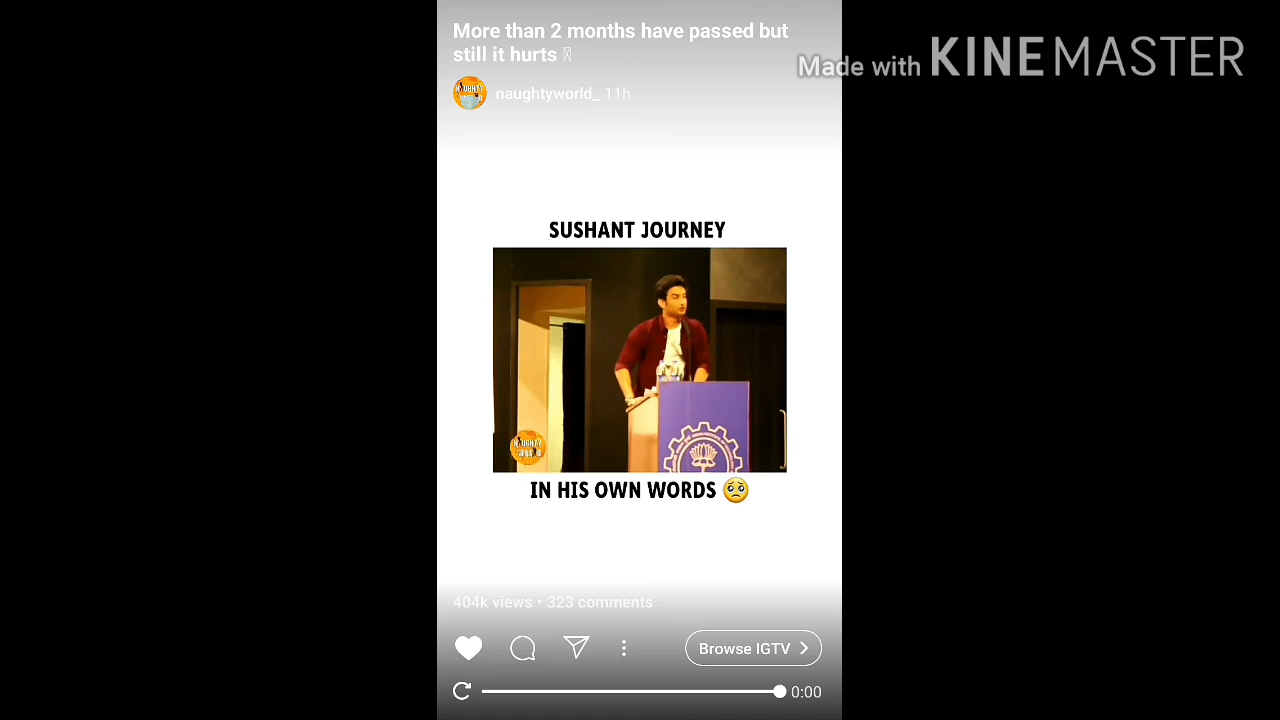 More than 2 months have passed but
still it hurts
Made with KINEMASTER
naughtyworld_ 11h
SUSHANT JOURNEY
NAUGHTY
IN HIS OWN WORDS 🥺
404k views • 323 comments
Browse IGTV
0:00